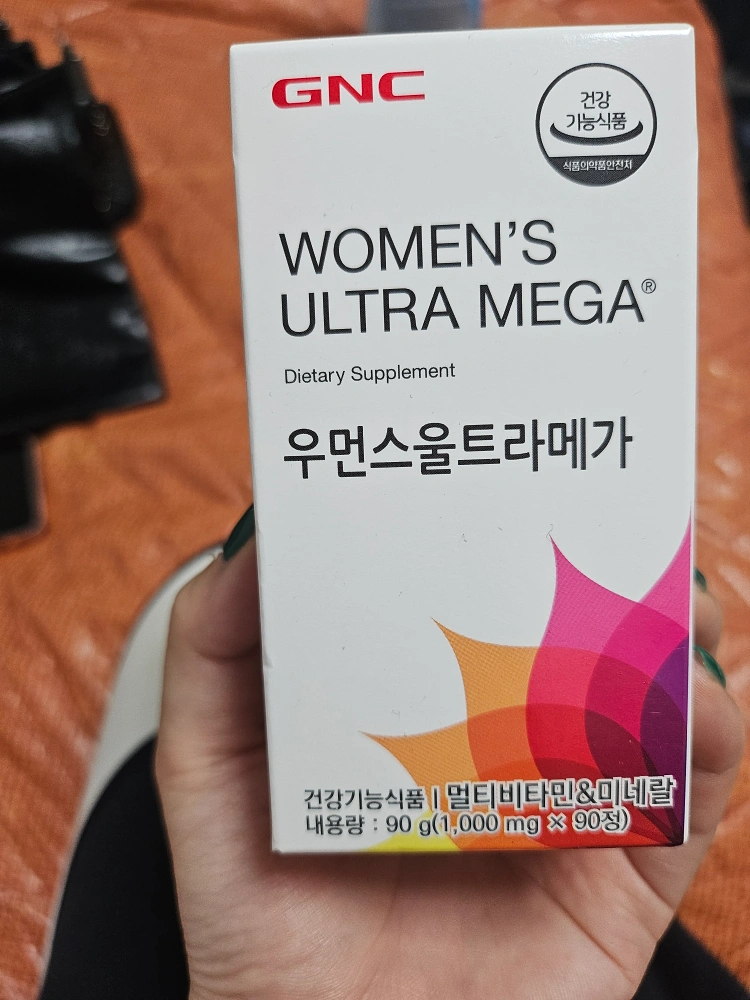 GNC
건강
기능식품
식품의약품안전처
WOMEN'S
ULTRA MEGA®
Dietary Supplement
우먼스울트라메가
건강기능식품 | 멀티비타민&미네랄
내용량 : 90 g(1,000 mg × 90정)